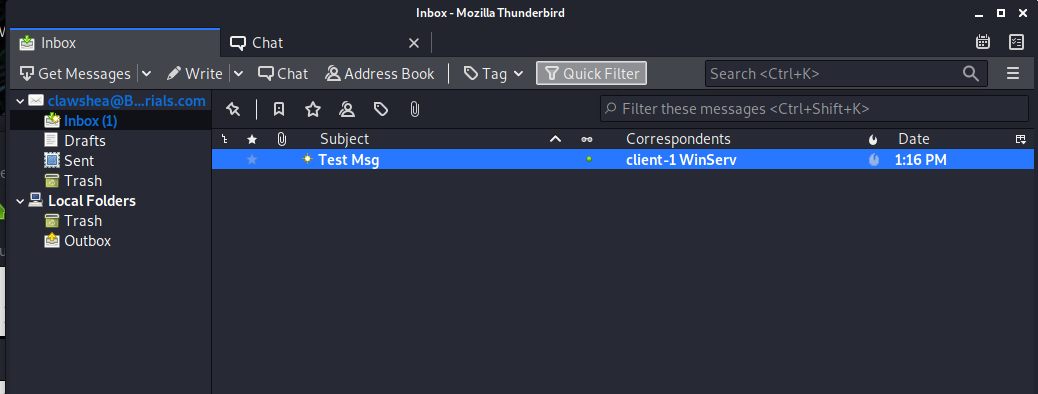 Inbox - Mozilla Thunderbird
Inbox Chat
Get Messages Write Chat Address Book Tag Quick Filter Search <Ctrl+K>
clawshea@B...rials.com Filter these messages <Ctrl+Shift+K>
Inbox (1) Subject Correspondents Date
Drafts
Test Msg client-1 WinServ 1:16 PM
Sent
Trash
Local Folders
Trash
Outbox